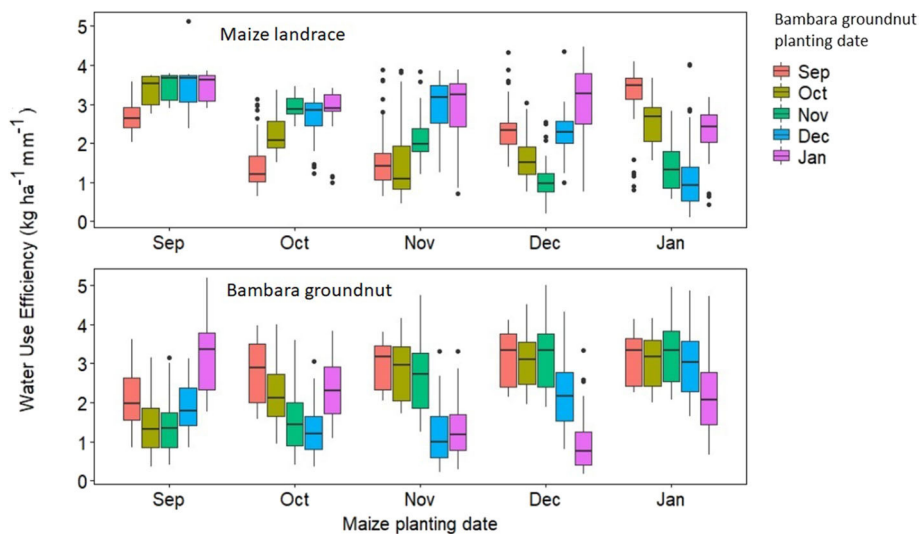 Maize landrace
5
4
3
2
1
0
Sep Oct Nov Dec Jan
Bambara groundnut
5
4
3
2
1
0
Sep Oct Nov Dec Jan
Maize planting date
Water Use Efficiency (kg ha⁻¹ mm⁻¹)
Bambara groundnut
planting date
Sep
Oct
Nov
Dec
Jan